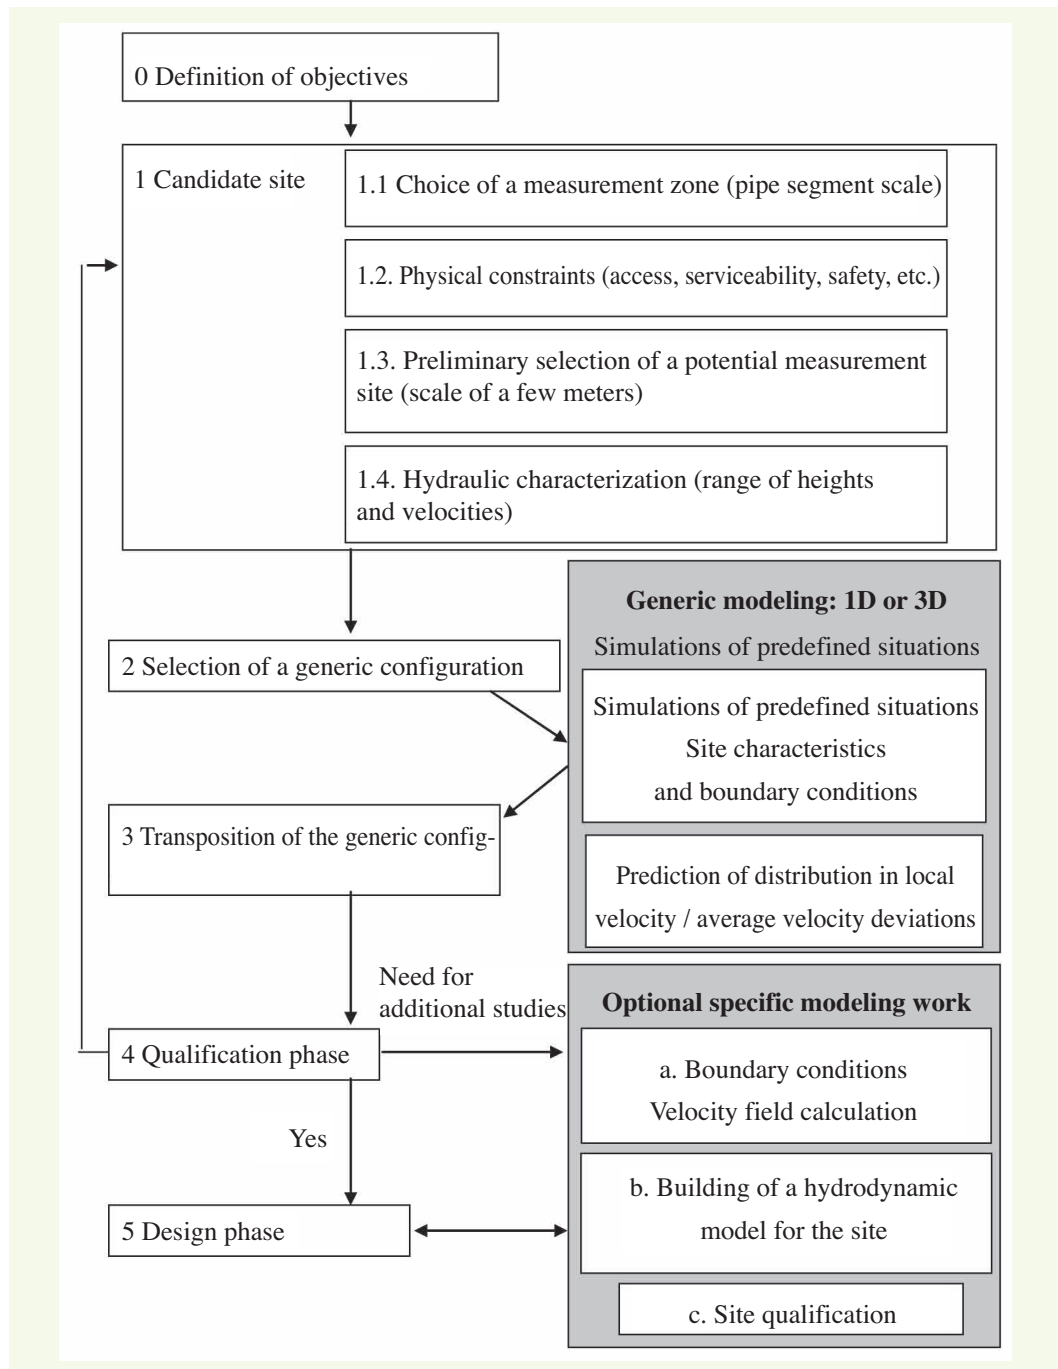 0 Definition of objectives
1 Candidate site
1.1 Choice of a measurement zone (pipe segment scale)
1.2. Physical constraints (access, serviceability, safety, etc.)
1.3. Preliminary selection of a potential measurement
site (scale of a few meters)
1.4. Hydraulic characterization (range of heights
and velocities)
2 Selection of a generic configuration
Generic modeling: 1D or 3D
Simulations of predefined situations
Simulations of predefined situations
Site characteristics
and boundary conditions
Prediction of distribution in local
velocity / average velocity deviations
3 Transposition of the generic config-
Need for
additional studies
4 Qualification phase
Yes
5 Design phase
Optional specific modeling work
a. Boundary conditions
Velocity field calculation
b. Building of a hydrodynamic
model for the site
c. Site qualification